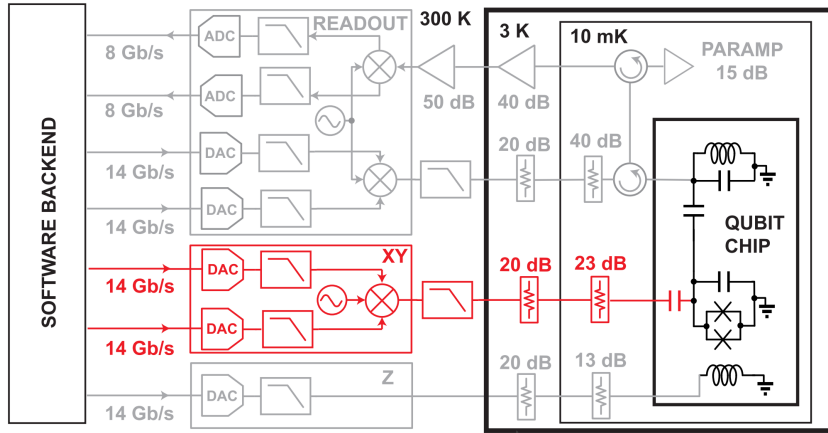 READOUT
300 K
3 K
10 mK
ADC
8 Gb/s
50 dB
40 dB
PARAMP
15 dB
ADC
8 Gb/s
DAC
14 Gb/s
20 dB
40 dB
DAC
14 Gb/s
SOFTWARE BACKEND
QUBIT
CHIP
XY
DAC
14 Gb/s
20 dB
23 dB
DAC
14 Gb/s
Z
DAC
14 Gb/s
20 dB
13 dB